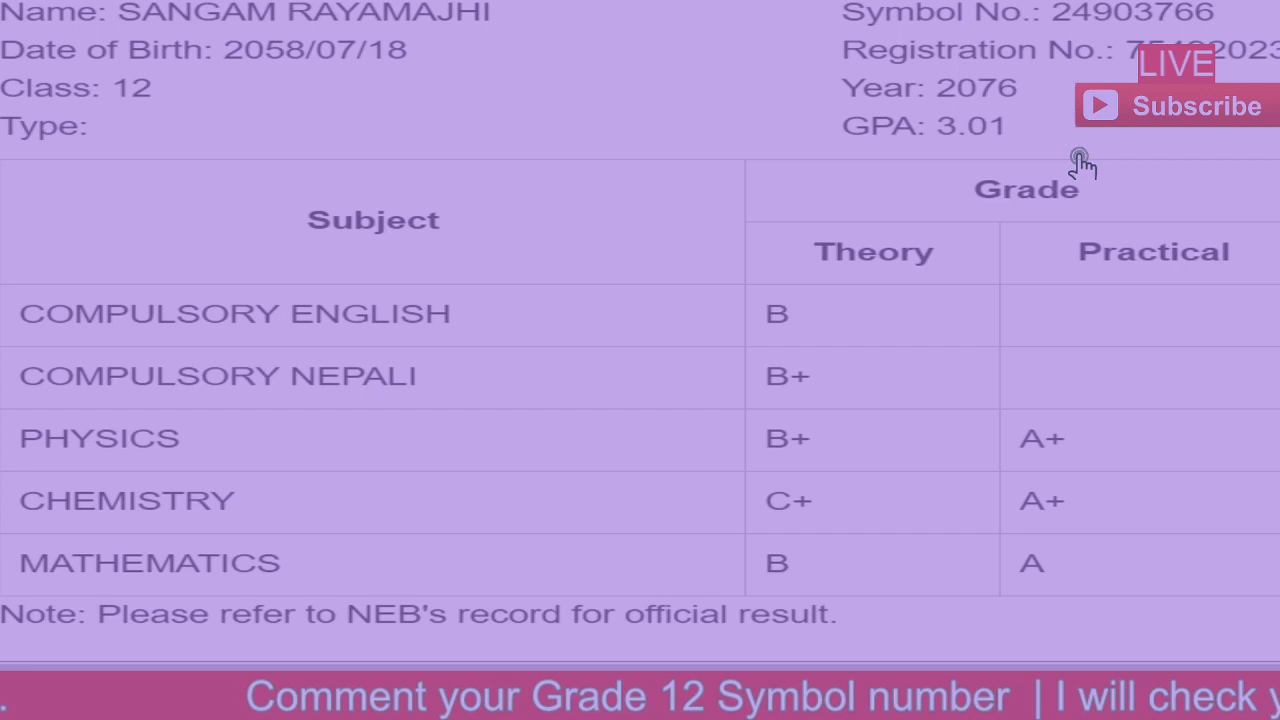 Name: SANGAM RAYAMAJHI
Symbol No.: 24903766
Date of Birth: 2058/07/18
Registration No.:
LIVE
Class: 12
Year: 2076
Subscribe
Type:
GPA: 3.01
Subject
Grade
Theory
Practical
COMPULSORY ENGLISH
B
COMPULSORY NEPALI
B+
PHYSICS
B+
A+
CHEMISTRY
C+
A+
MATHEMATICS
B
A
Note: Please refer to NEB's record for official result.
. Comment your Grade 12 Symbol number | I will check